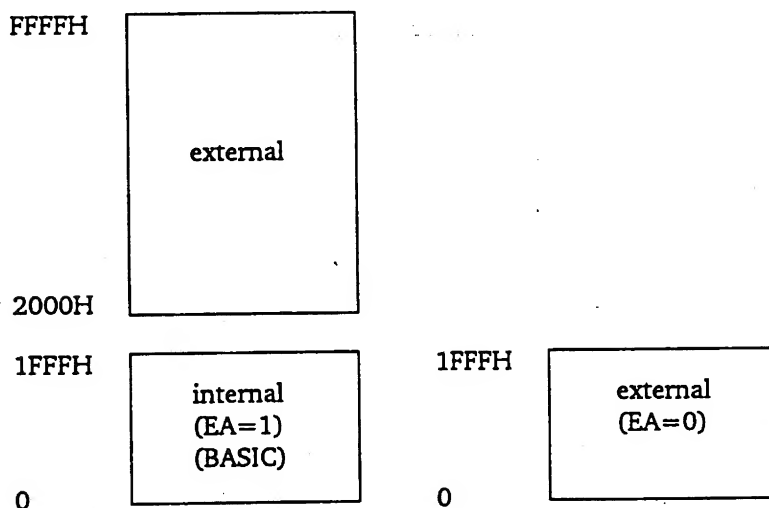 FFFFH
external
2000H
1FFFH
internal
(EA=1)
(BASIC)
0
1FFFH
external
(EA=0)
0